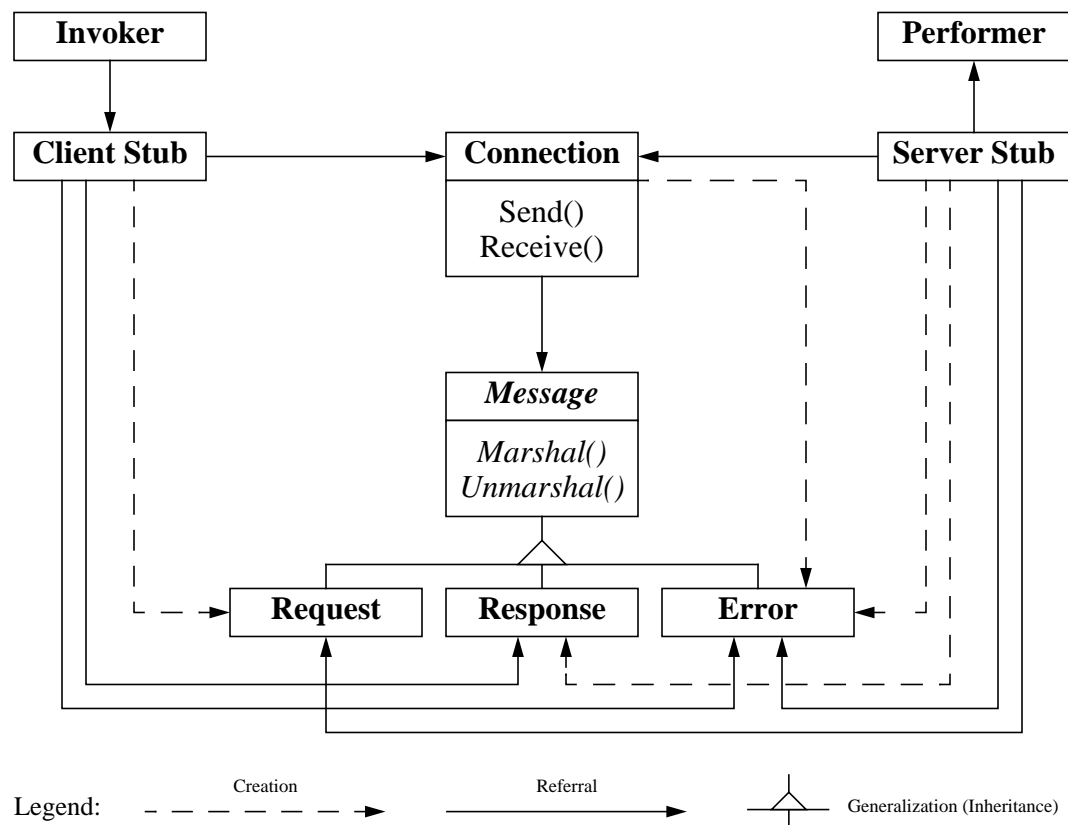 Invoker
Performer
Client Stub
Connection
Server Stub
Send()
Receive()
Message
Marshal()
Unmarshal()
Request
Response
Error
Creation
Referral
Legend:
Generalization (Inheritance)